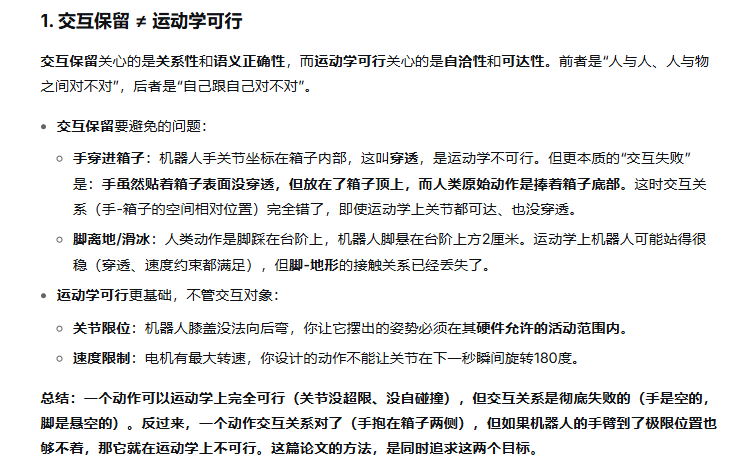 1. 交互保留 ≠ 运动学可行
交互保留关心的是关系性和语义正确性，而运动学可行关心的是自洽性和可达性。前者是“人与人、人与物
之间对不对”，后者是“自己跟自己对不对”。
• 交互保留要避免的问题：
◦ 手穿进箱子：机器人手关节坐标在箱子内部，这叫穿透，是运动学不可行。但更本质的“交互失败”
是：手虽然贴着箱子表面没穿透，但放在了箱子顶上，而人类原始动作是捧着箱子底部。这时交互关
系（手-箱子的空间相对位置）完全错了，即使运动学上关节都可达、也没穿透。
◦ 脚离地/滑冰：人类动作是脚踩在台阶上，机器人脚悬在台阶上方2厘米。运动学上机器人可能站得很
稳（穿透、速度约束都满足），但脚-地形的接触关系已经丢失了。
• 运动学可行更基础，不管交互对象：
◦ 关节限位：机器人膝盖没法向后弯，你让它摆出的姿势必须在其硬件允许的活动范围内。
◦ 速度限制：电机有最大转速，你设计的动作不能让关节在下一秒瞬间旋转180度。
总结：一个动作可以运动学上完全可行（关节没超限、没自碰撞），但交互关系是彻底失败的（手是空的，
脚是悬空的）。反过来，一个动作交互关系对了（手抱在箱子两侧），但如果机器人的手臂到了极限位置也
够不着，那它就在运动学上不可行。这篇论文的方法，是同时追求这两个目标。